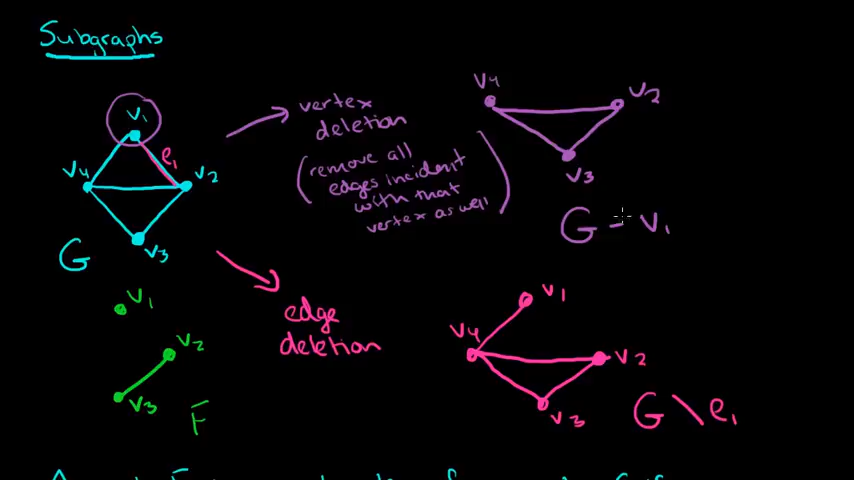 Subgraphs
v1
e1
v4
v2
v3
G
vertex
deletion
(remove all
edges incident
with that
vertex as well)
v4
v2
v3
G - v1
v1
v2
v3
F
edge
deletion
v1
v4
v2
v3
G \ e1